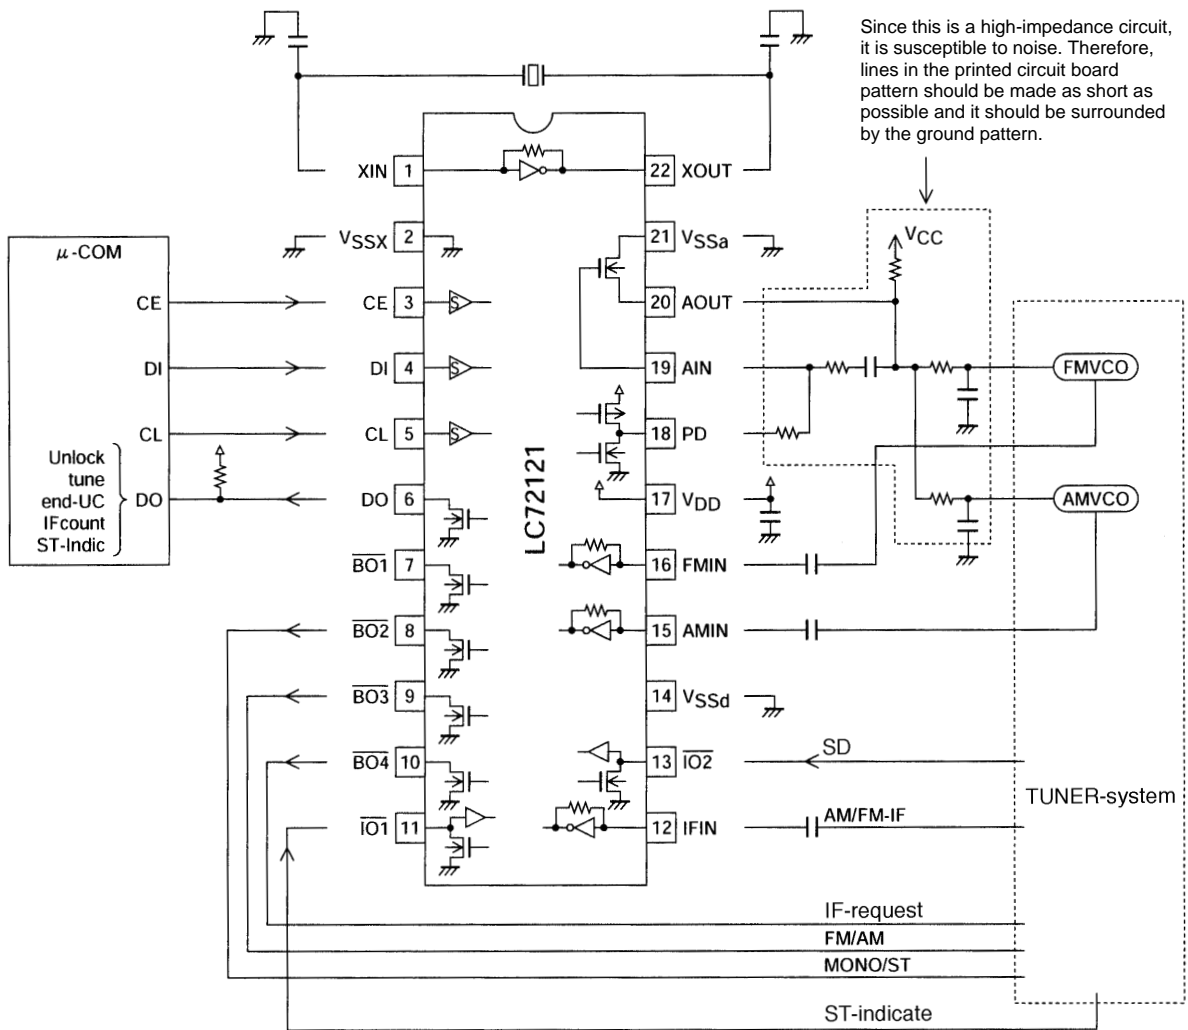 Since this is a high-impedance circuit,
it is susceptible to noise. Therefore,
lines in the printed circuit board
pattern should be made as short as
possible and it should be surrounded
by the ground pattern.
XIN 1
22 XOUT
VSSX 2
21 VSSa
VCC
μ-COM
CE
CE 3
S
20 AOUT
DI
DI 4
S
19 AIN
FMVCO
CL
CL 5
S
18 PD
Unlock
tune
end-UC
IFcount
ST-Indic
DO
DO 6
17 VDD
AMVCO
LC72121
BO1 7
16 FMIN
BO2 8
15 AMIN
BO3 9
14 VSSd
BO4 10
13 IO2
SD
TUNER-system
IO1 11
12 IFIN
AM/FM-IF
IF-request
FM/AM
MONO/ST
ST-indicate